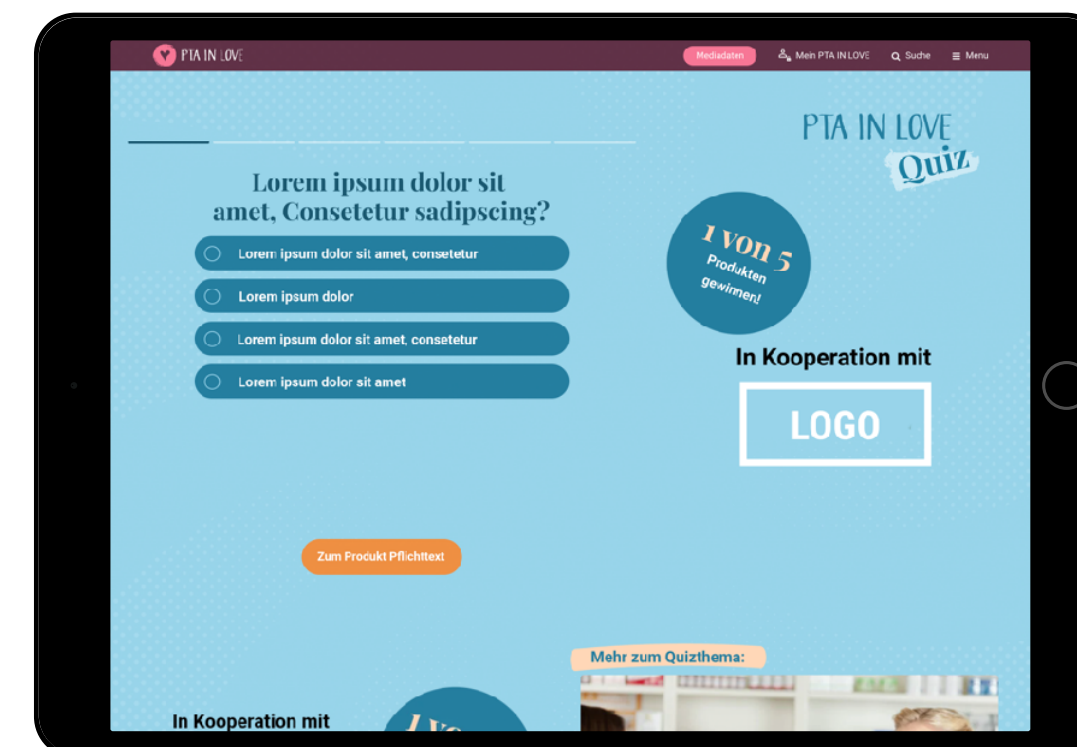 PTA IN LOVE
Mediadaten
Mein PTA IN LOVE
Suche
Menu
PTA IN LOVE
Quiz
Lorem ipsum dolor sit
amet, Consetetur sadipscing?
Lorem ipsum dolor sit amet, consetetur
Lorem ipsum dolor
Lorem ipsum dolor sit amet, consetetur
Lorem ipsum dolor sit amet
1 von 5
Produkten
gewinnen!
In Kooperation mit
LOGO
Zum Produkt Pflichttext
Mehr zum Quizthema:
In Kooperation mit